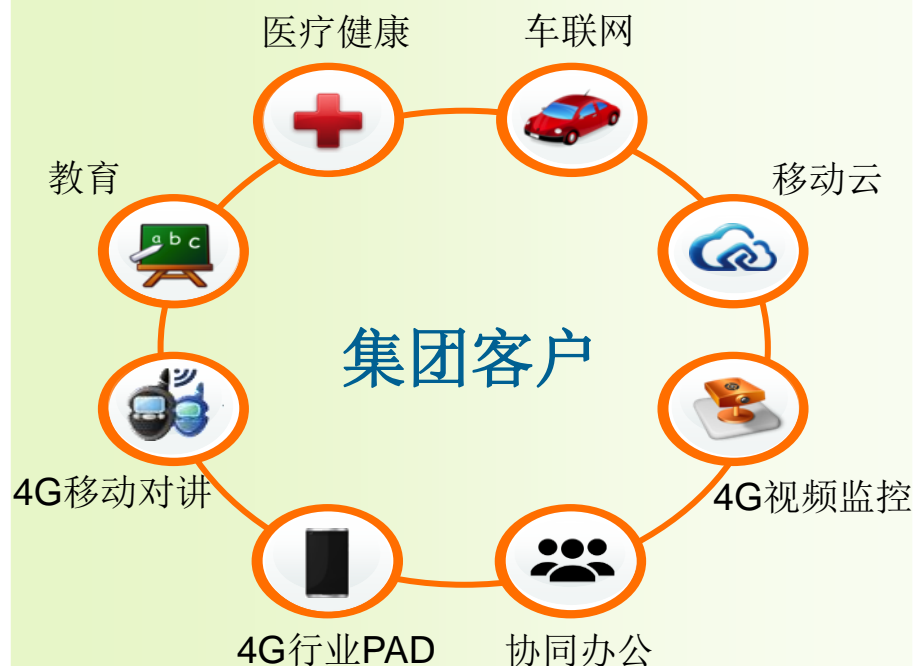 医疗健康
车联网
教育
移动云
a b c
集团客户
4G移动对讲
4G视频监控
4G行业PAD
协同办公